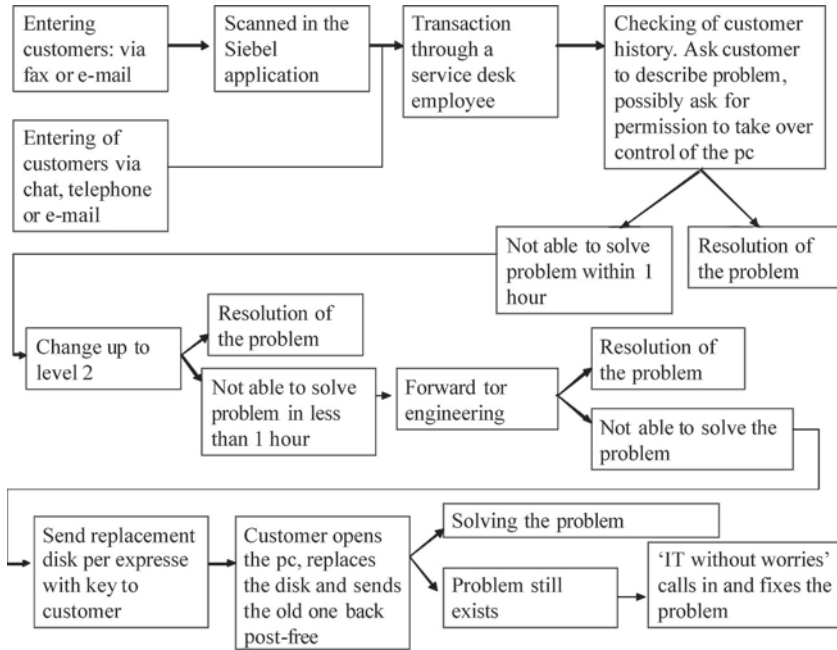 Entering
customers: via
fax or e-mail
Scanned in the
Siebel
application
Transaction
through a
service desk
employee
Checking of customer
history. Ask customer
to describe problem,
possibly ask for
permission to take over
control of the pc
Entering of
customers via
chat, telephone
or e-mail
Not able to solve
problem within 1
hour
Resolution of
the problem
Change up to
level 2
Resolution of
the problem
Not able to solve
problem in less
than 1 hour
Forward tor
engineering
Resolution of
the problem
Not able to solve the
problem
Send replacement
disk per expresse
with key to
customer
Customer opens
the pc, replaces
the disk and sends
the old one back
post-free
Solving the problem
Problem still
exists
‘IT without worries’
calls in and fixes the
problem